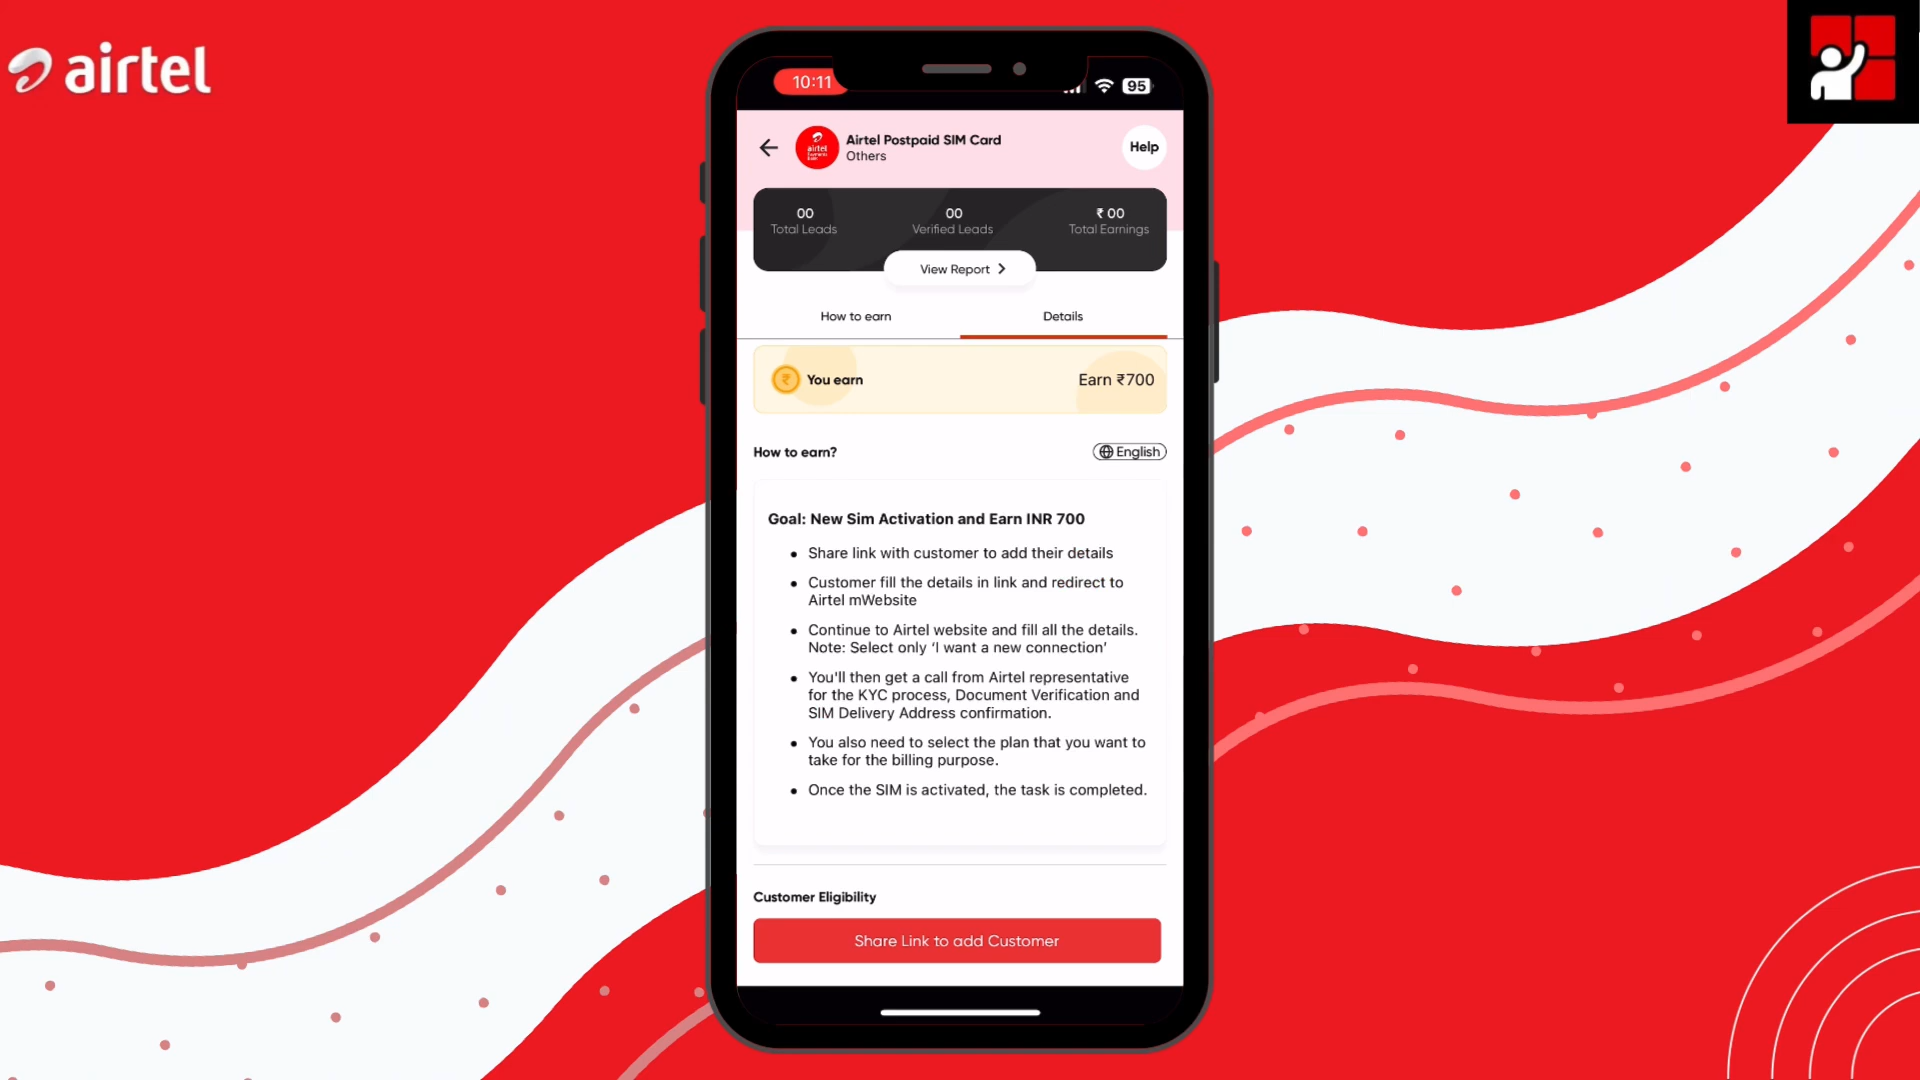 airtel
10:11
95
airtel
Airtel Postpaid SIM Card
Others
Help
00
00
₹ 00
Total Leads
Verified Leads
Total Earnings
View Report
How to earn
Details
You earn
Earn ₹700
How to earn?
English
Goal: New Sim Activation and Earn INR 700
Share link with customer to add their details
Customer fill the details in link and redirect to
Airtel mWebsite
Continue to Airtel website and fill all the details.
Note: Select only ‘I want a new connection’
You'll then get a call from Airtel representative
for the KYC process, Document Verification and
SIM Delivery Address confirmation.
You also need to select the plan that you want to
take for the billing purpose.
Once the SIM is activated, the task is completed.
Customer Eligibility
Share Link to add Customer